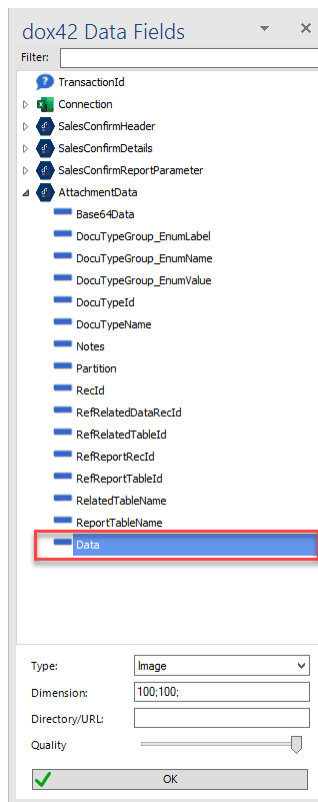 dox42 Data Fields
Filter:
TransactionId
Connection
SalesConfirmHeader
SalesConfirmDetails
SalesConfirmReportParameter
AttachmentData
Base64Data
DocuTypeGroup_EnumLabel
DocuTypeGroup_EnumName
DocuTypeGroup_EnumValue
DocuTypeId
DocuTypeName
Notes
Partition
RecId
RefRelatedDataRecId
RefRelatedTableId
RefReportRecId
RefReportTableId
RelatedTableName
ReportTableName
Data
Type: Image
Dimension: 100;100;
Directory/URL:
Quality
OK